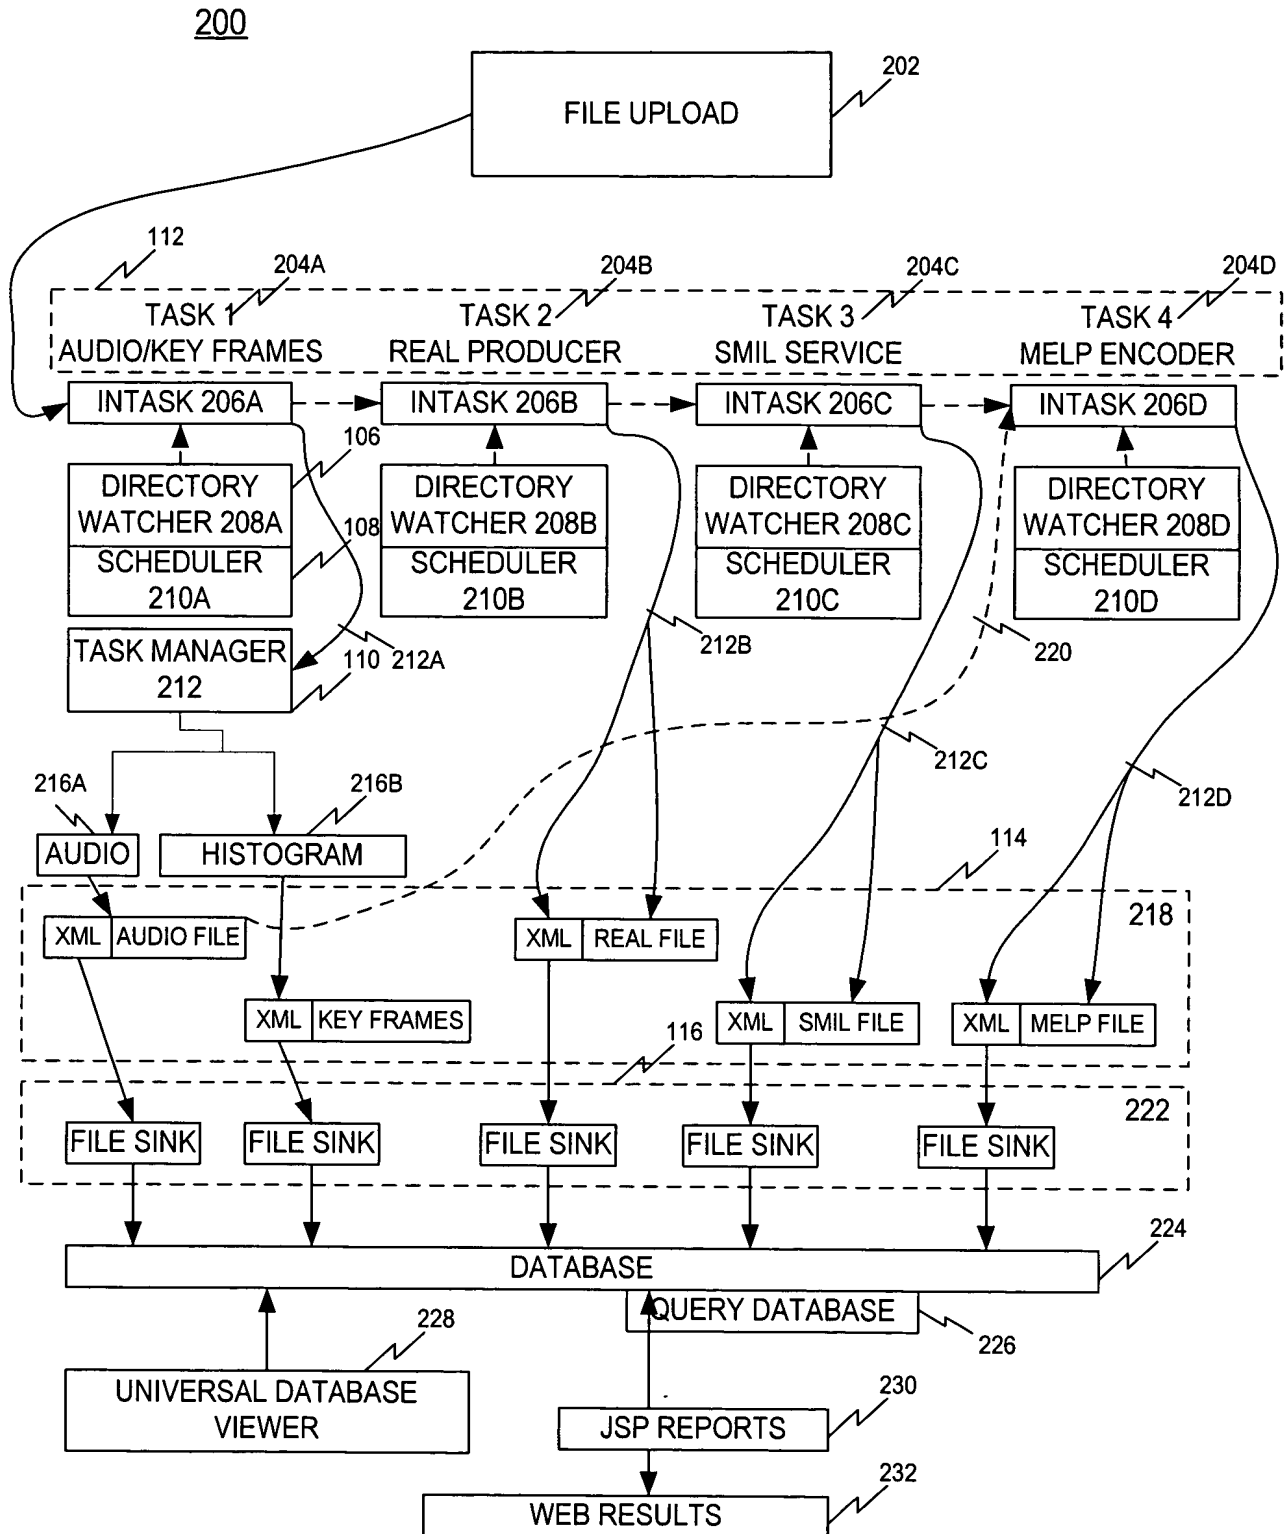 200
202
FILE UPLOAD
112
204A
204B
204C
204D
TASK 1
AUDIO/KEY FRAMES
TASK 2
REAL PRODUCER
TASK 3
SMIL SERVICE
TASK 4
MELP ENCODER
INTASK 206A
INTASK 206B
INTASK 206C
INTASK 206D
106
DIRECTORY
WATCHER 208A
DIRECTORY
WATCHER 208B
DIRECTORY
WATCHER 208C
DIRECTORY
WATCHER 208D
108
SCHEDULER
210A
SCHEDULER
210B
SCHEDULER
210C
SCHEDULER
210D
TASK MANAGER
212
110
212A
212B
220
212C
212D
216A
216B
AUDIO
HISTOGRAM
114
218
XML
AUDIO FILE
XML
REAL FILE
XML
KEY FRAMES
XML
SMIL FILE
XML
MELP FILE
116
222
FILE SINK
FILE SINK
FILE SINK
FILE SINK
FILE SINK
224
DATABASE
QUERY DATABASE
226
228
UNIVERSAL DATABASE
VIEWER
230
JSP REPORTS
232
WEB RESULTS